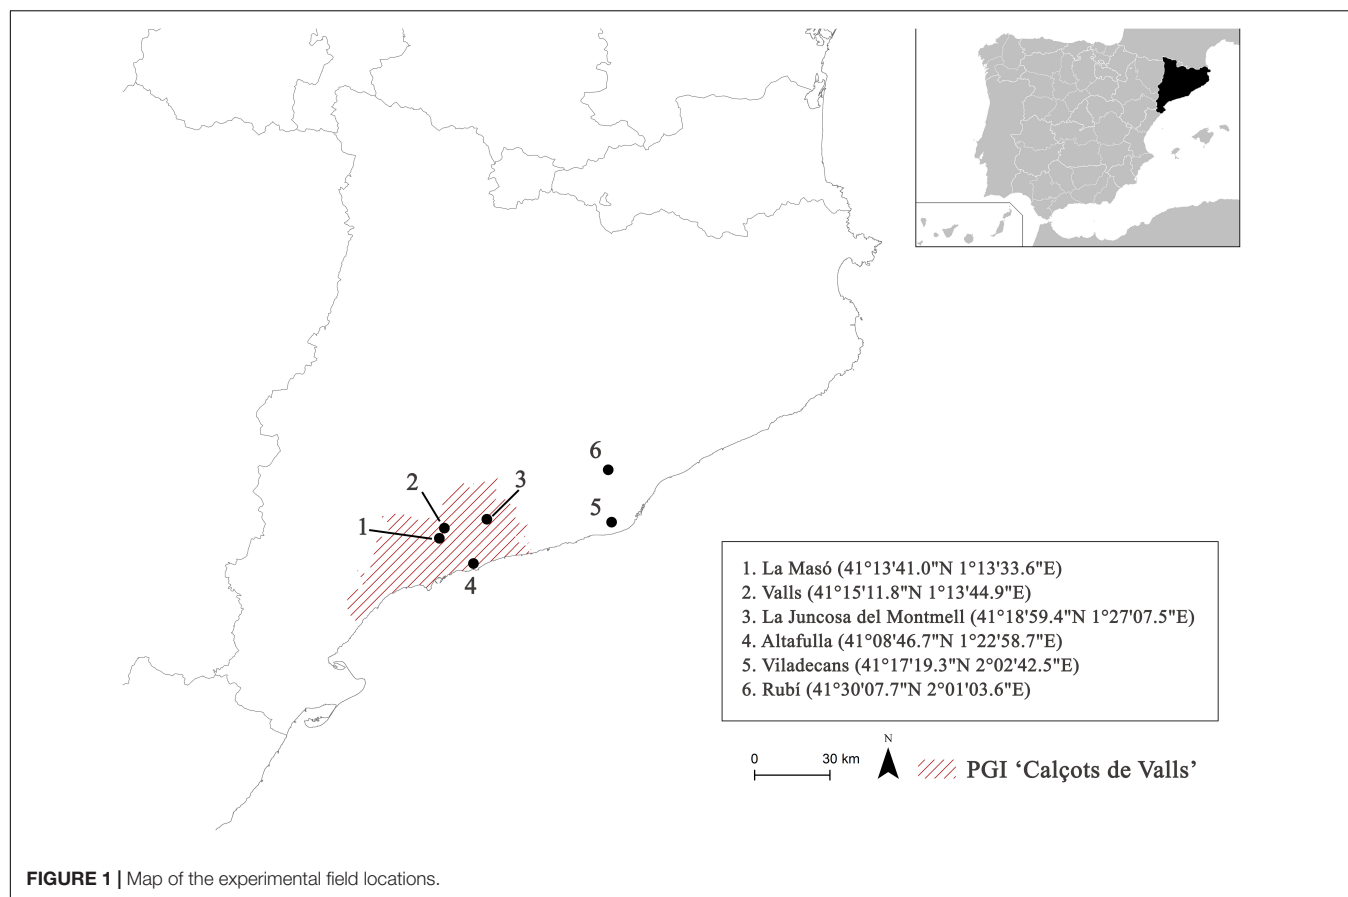 6
2
3
5
1
4
1. La Masó (41°13'41.0"N 1°13'33.6"E)
2. Valls (41°15'11.8"N 1°13'44.9"E)
3. La Juncosa del Montmell (41°18'59.4"N 1°27'07.5"E)
4. Altafulla (41°08'46.7"N 1°22'58.7"E)
5. Viladecans (41°17'19.3"N 2°02'42.5"E)
6. Rubí (41°30'07.7"N 2°01'03.6"E)
N
0 30 km
PGI ‘Calçots de Valls’
FIGURE 1 | Map of the experimental field locations.